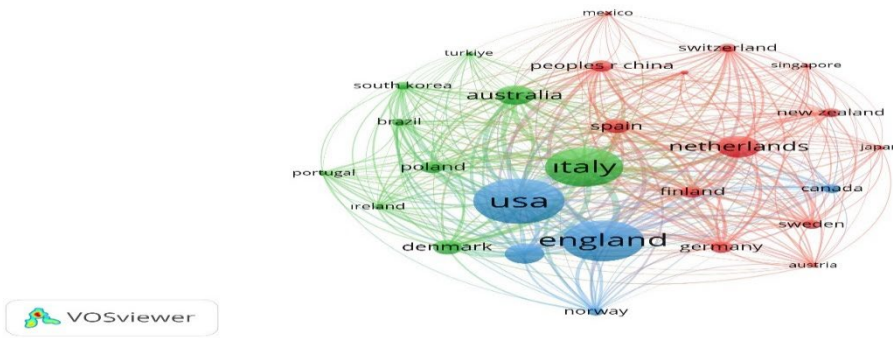 mexico
switzerland
turkiye
peoples r china
singapore
south korea
australia
brazil
spain
new zealand
netherlands
japan
italy
poland
portugal
finland
canada
usa
ireland
sweden
england
denmark
germany
austria
norway
VOSviewer